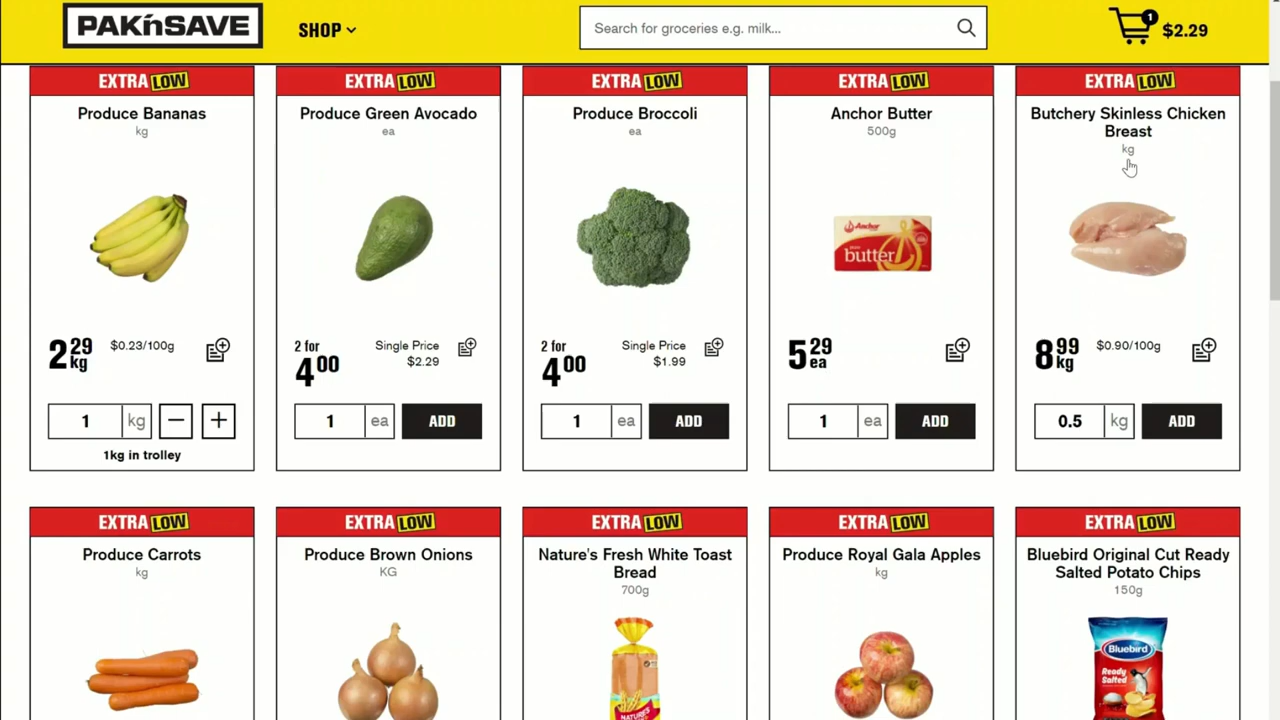 PAK'nSAVE
SHOP
Search for groceries e.g. milk...
1
$2.29
EXTRA LOW
Produce Bananas
kg
2 29 kg
$0.23/100g
1 kg
1kg in trolley
EXTRA LOW
Produce Green Avocado
ea
2 for
4 00
Single Price
$2.29
1 ea ADD
EXTRA LOW
Produce Broccoli
ea
2 for
4 00
Single Price
$1.99
1 ea ADD
EXTRA LOW
Anchor Butter
500g
Anchor
butter
5 29 ea
1 ea ADD
EXTRA LOW
Butchery Skinless Chicken
Breast
kg
8 99 kg
$0.90/100g
0.5 kg ADD
EXTRA LOW
Produce Carrots
kg
EXTRA LOW
Produce Brown Onions
KG
EXTRA LOW
Nature's Fresh White Toast
Bread
700g
NATURE'S
EXTRA LOW
Produce Royal Gala Apples
kg
EXTRA LOW
Bluebird Original Cut Ready
Salted Potato Chips
150g
Bluebird
Ready
Salted